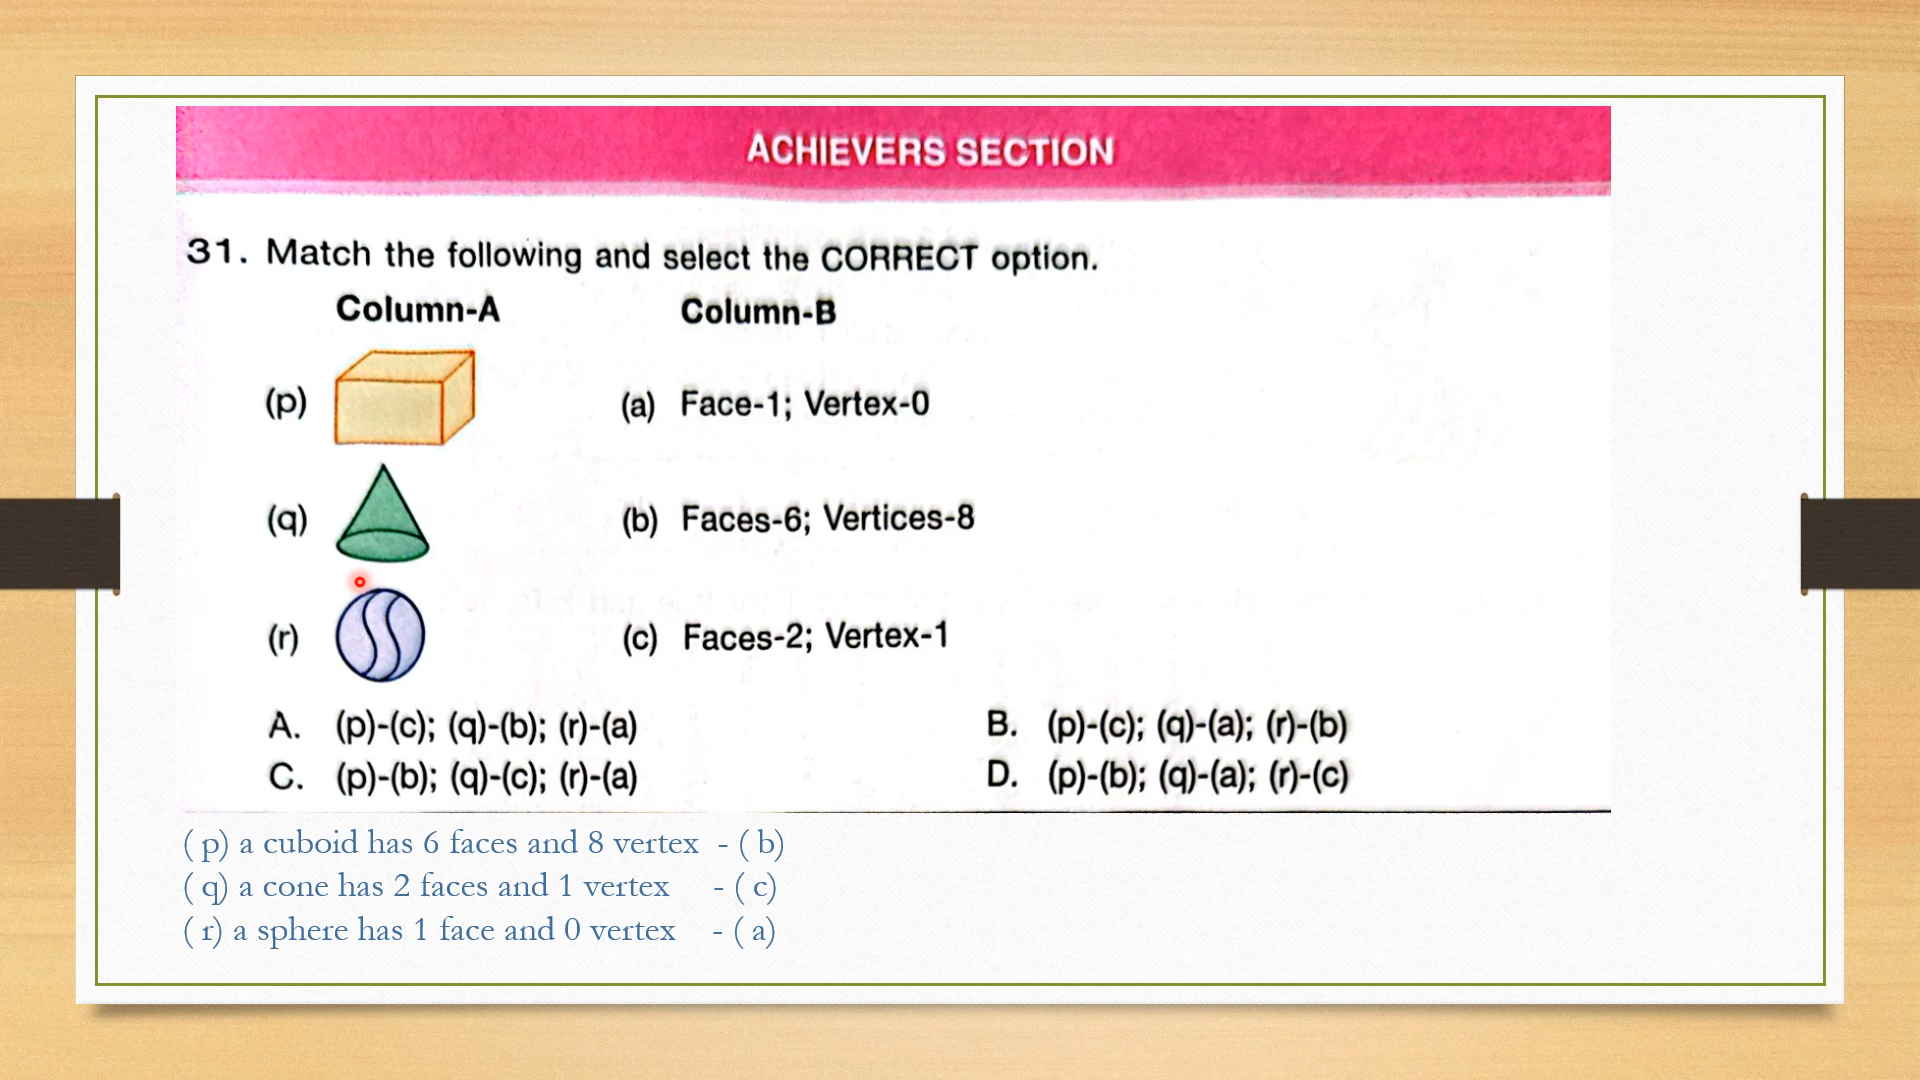 ACHIEVERS SECTION
31. Match the following and select the CORRECT option.
Column-A Column-B
(p) (a) Face-1; Vertex-0
(q) (b) Faces-6; Vertices-8
(r) (c) Faces-2; Vertex-1
A. (p)-(c); (q)-(b); (r)-(a) B. (p)-(c); (q)-(a); (r)-(b)
C. (p)-(b); (q)-(c); (r)-(a) D. (p)-(b); (q)-(a); (r)-(c)
( p) a cuboid has 6 faces and 8 vertex - ( b)
( q) a cone has 2 faces and 1 vertex - ( c)
( r) a sphere has 1 face and 0 vertex - ( a)